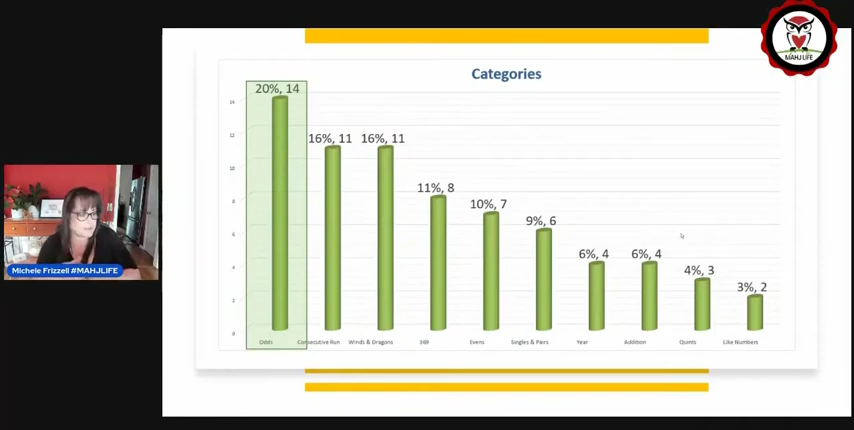 MAHJ LIFE
Categories
20%, 14
16%, 11
16%, 11
11%, 8
10%, 7
9%, 6
6%, 4
6%, 4
4%, 3
3%, 2
14
12
10
8
6
4
2
0
Odds
Consecutive Run
Winds & Dragons
369
Evens
Singles & Pairs
Year
Addition
Quints
Like Numbers
Michele Frizzell #MAHJLIFE